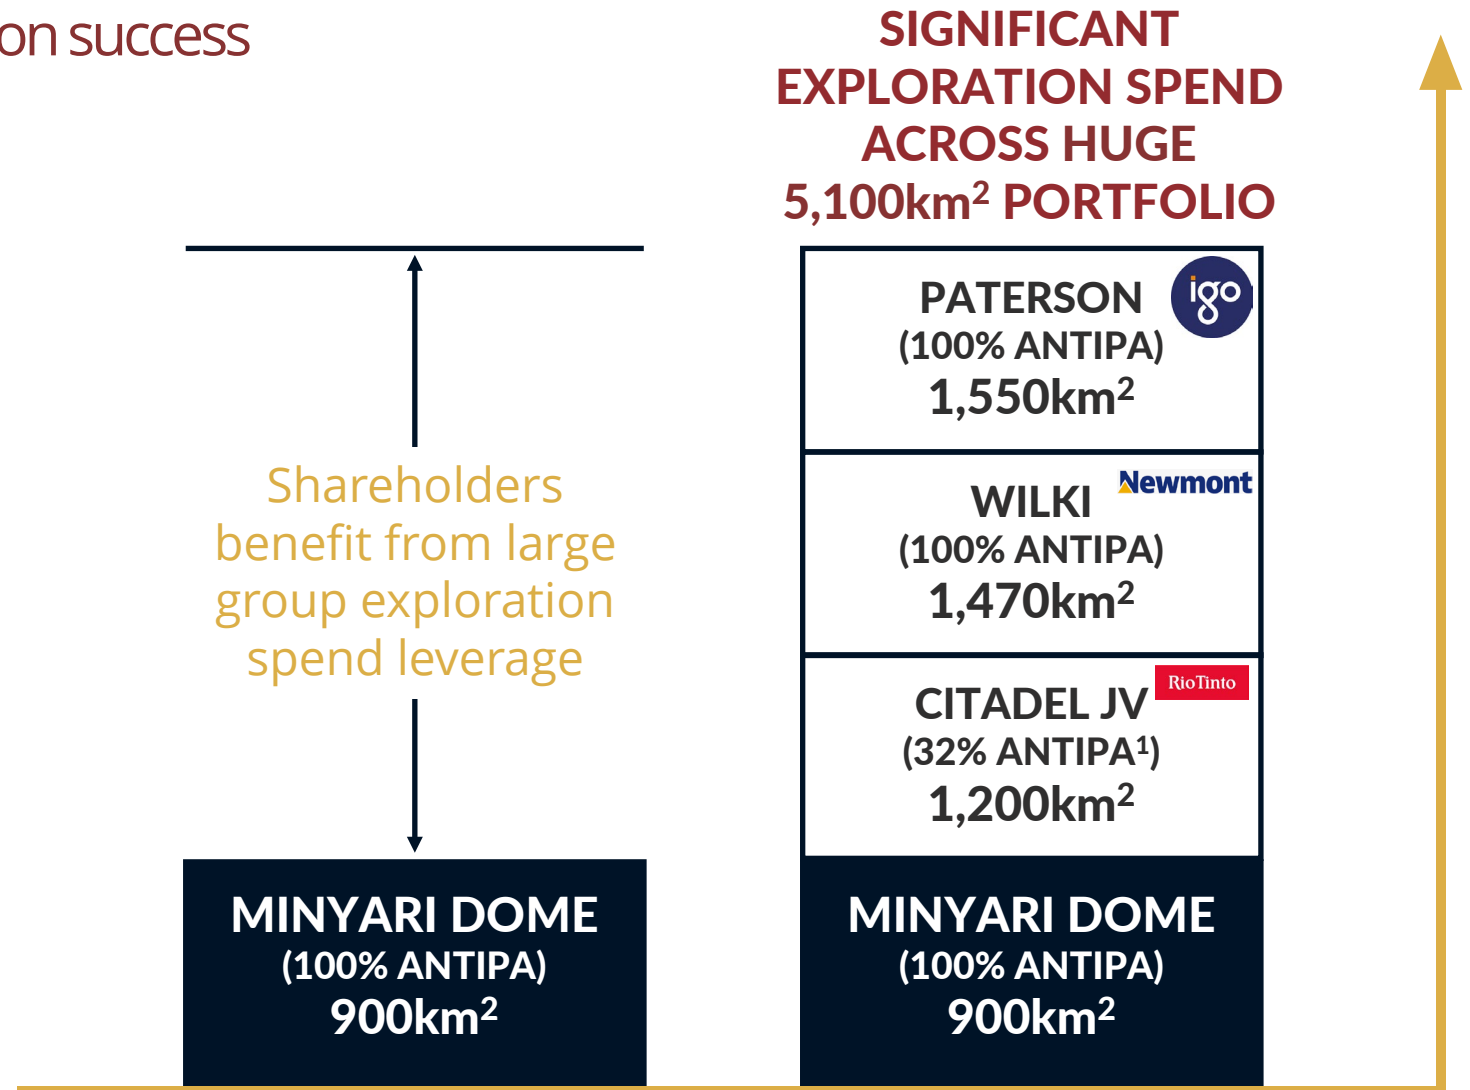 on success
SIGNIFICANT
EXPLORATION SPEND
ACROSS HUGE
5,100km² PORTFOLIO
Shareholders
benefit from large
group exploration
spend leverage
MINYARI DOME
(100% ANTIPA)
900km²
PATERSON
igo
(100% ANTIPA)
1,550km²
Newmont
WILKI
(100% ANTIPA)
1,470km²
RioTinto
CITADEL JV
(32% ANTIPA¹)
1,200km²
MINYARI DOME
(100% ANTIPA)
900km²